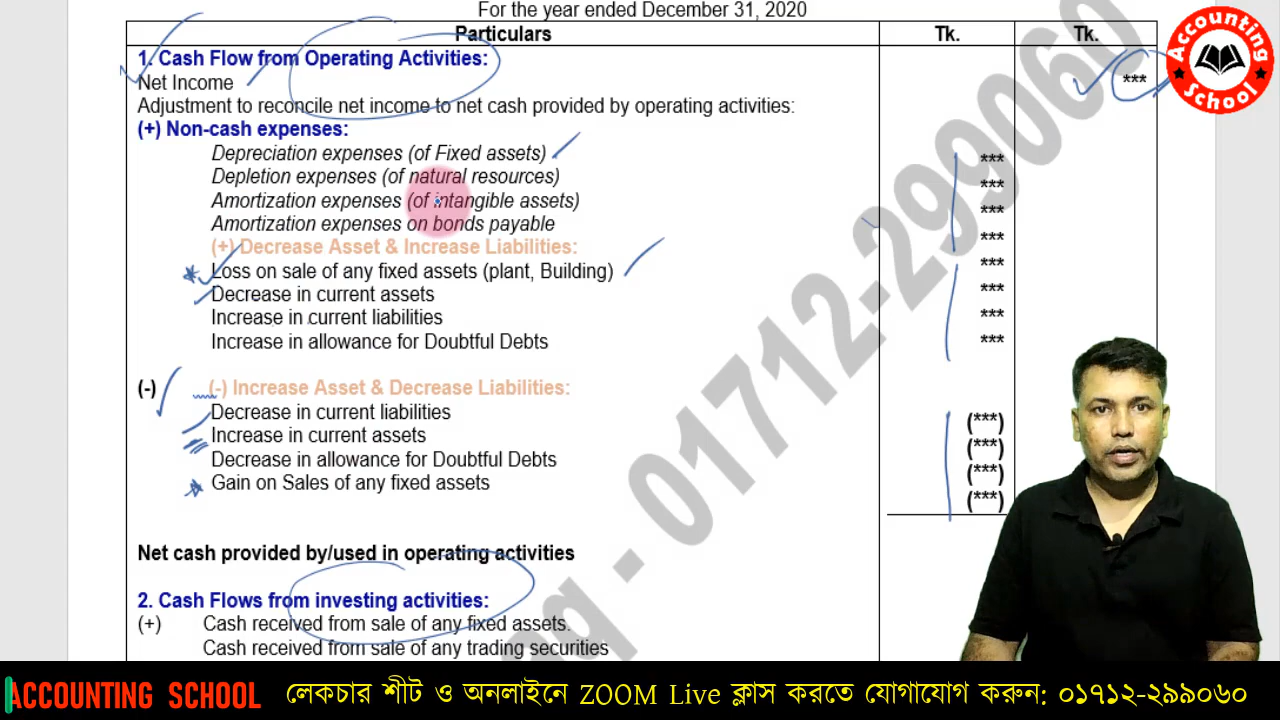 For the year ended December 31, 2020
Particulars Tk. Tk.
1. Cash Flow from Operating Activities:
Net Income ***
Adjustment to reconcile net income to net cash provided by operating activities:
(+) Non-cash expenses:
Depreciation expenses (of Fixed assets) ***
Depletion expenses (of natural resources) ***
Amortization expenses (of intangible assets) ***
Amortization expenses on bonds payable ***
(+) Decrease Asset & Increase Liabilities:
Loss on sale of any fixed assets (plant, Building) ***
Decrease in current assets ***
Increase in current liabilities ***
Increase in allowance for Doubtful Debts ***
(-) (-) Increase Asset & Decrease Liabilities:
Decrease in current liabilities (***)
Increase in current assets (***)
Decrease in allowance for Doubtful Debts (***)
Gain on Sales of any fixed assets (***)
Net cash provided by/used in operating activities
2. Cash Flows from investing activities:
(+) Cash received from sale of any fixed assets.
Cash received from sale of any trading securities
01712-299060
Accounting
School
ACCOUNTING SCHOOL লেকচার শীট ও অনলাইনে ZOOM Live ক্লাস করতে যোগাযোগ করুন: ০১৭১২-২৯৯০৬০